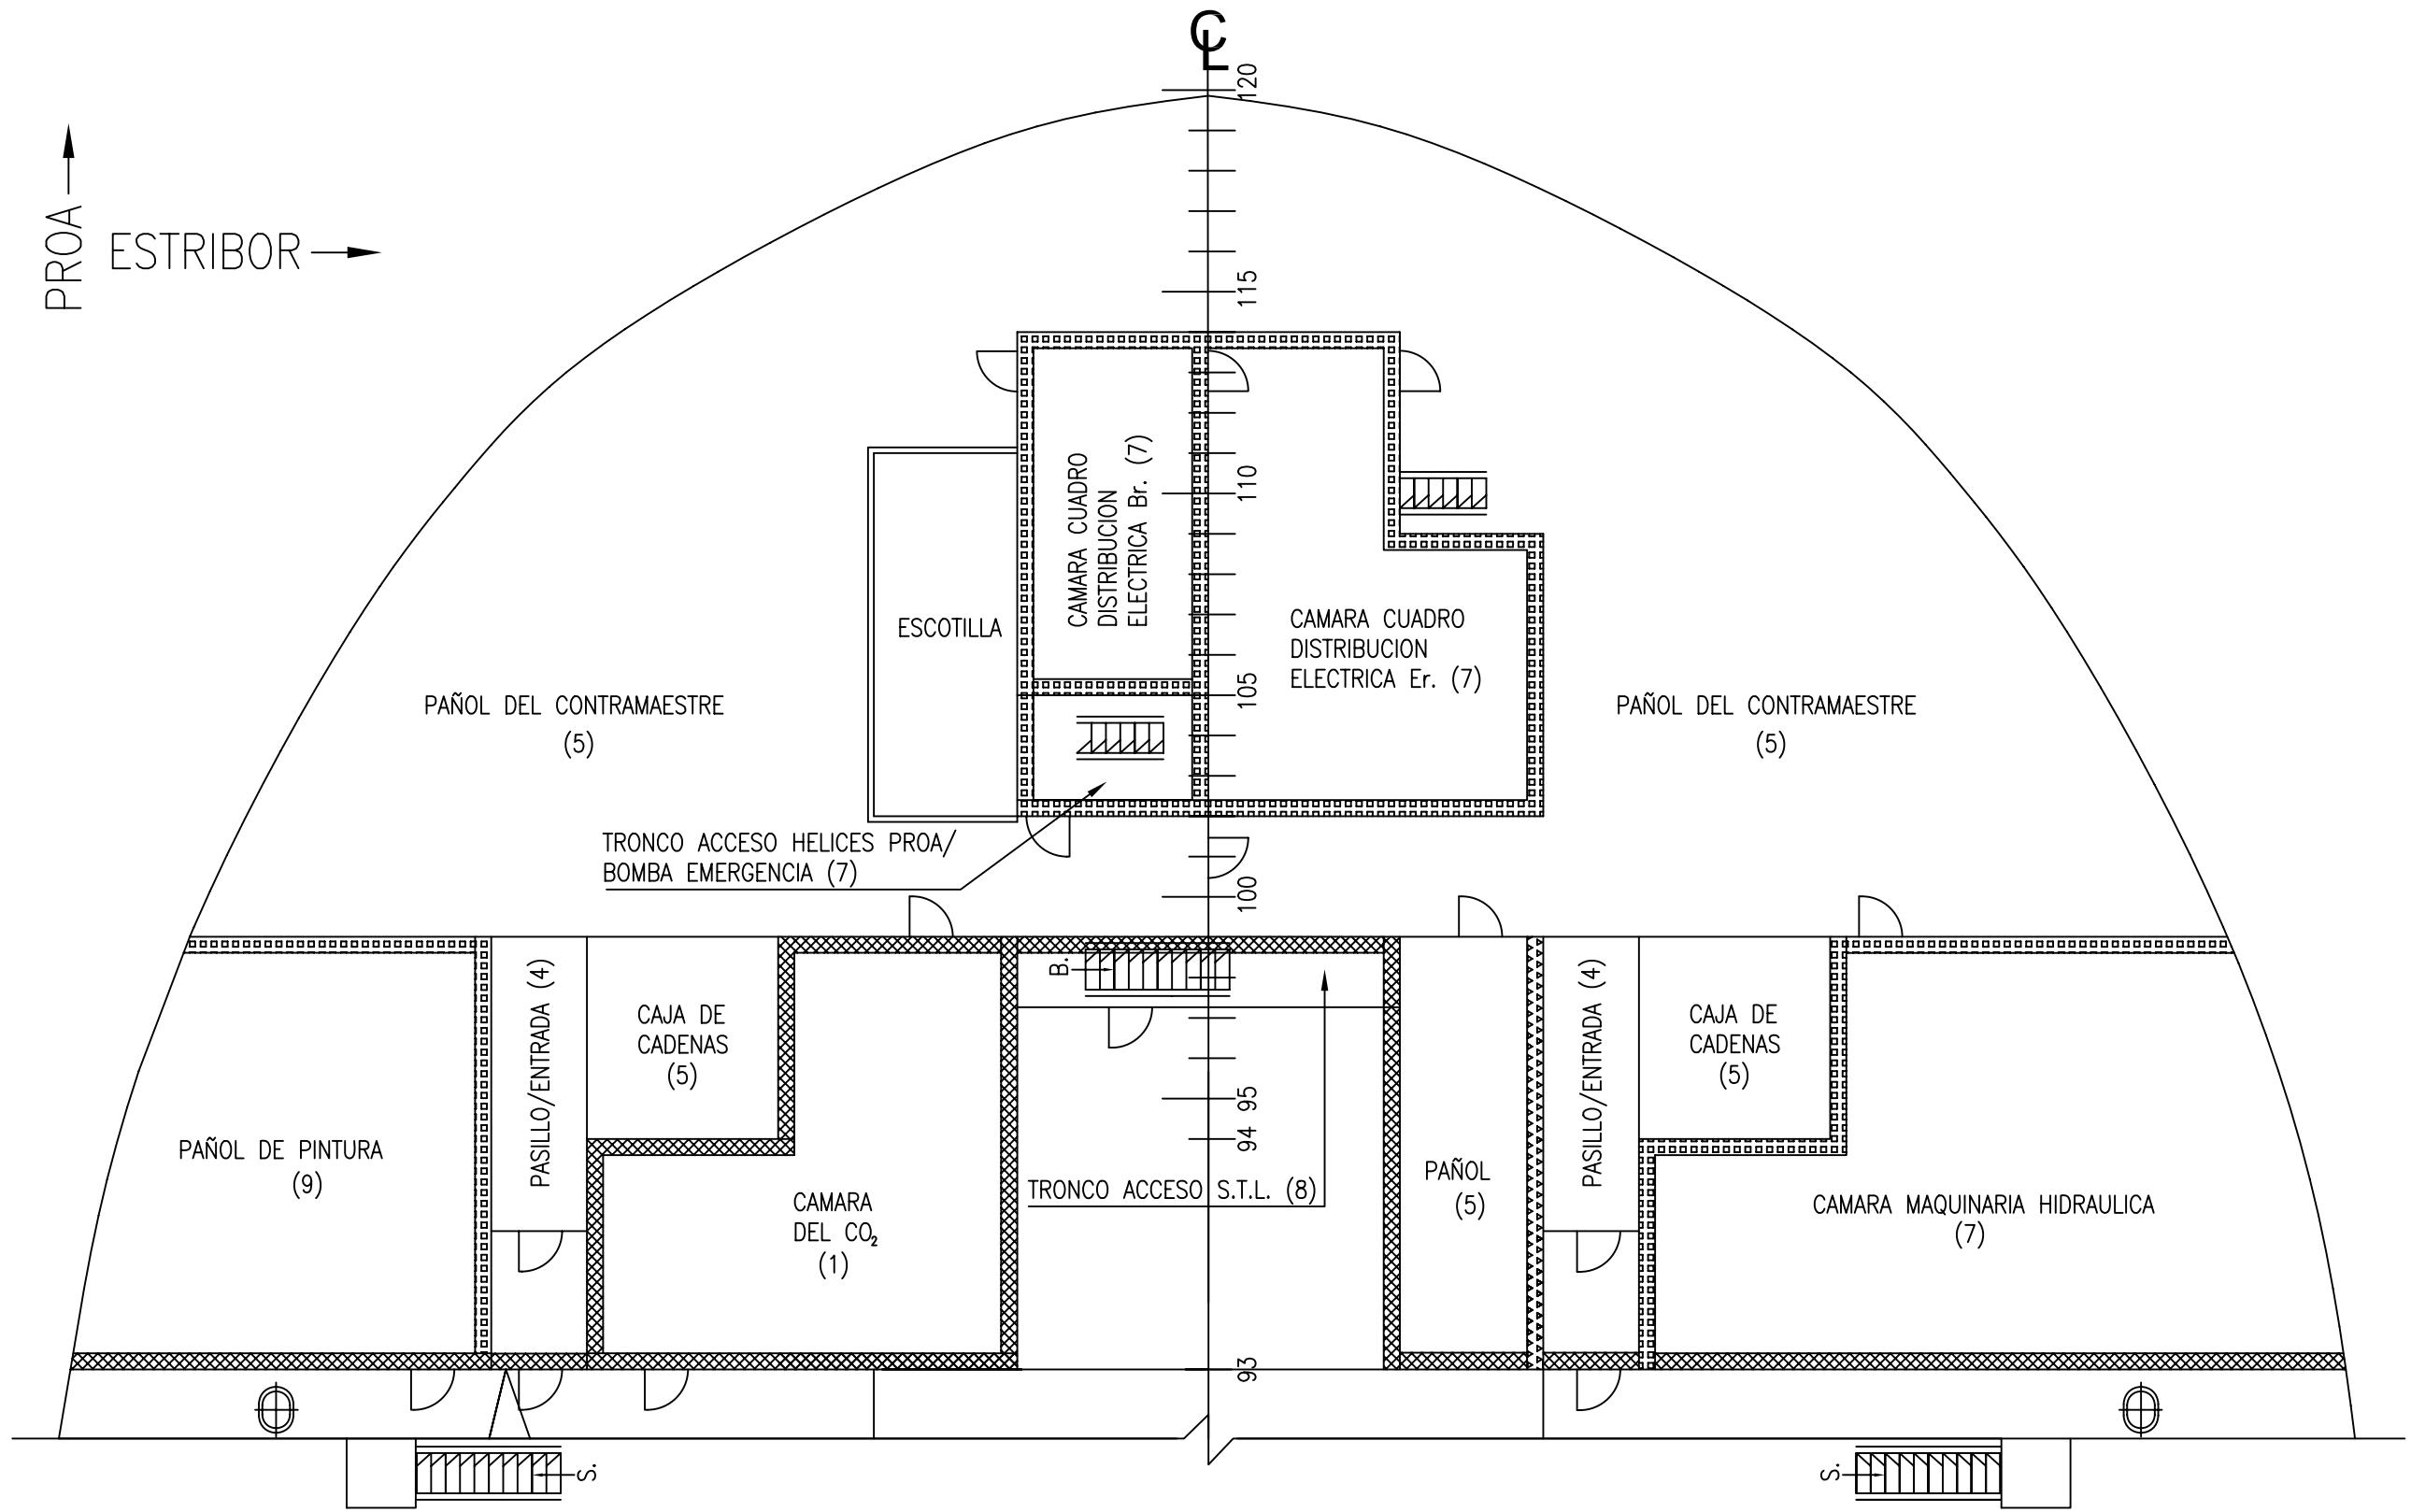 ℄
120
PROA
ESTRIBOR
115
110
CAMARA CUADRO
DISTRIBUCION
ELECTRICA Br. (7)
ESCOTILLA
CAMARA CUADRO
DISTRIBUCION
ELECTRICA Er. (7)
105
PAÑOL DEL CONTRAMAESTRE
(5)
PAÑOL DEL CONTRAMAESTRE
(5)
TRONCO ACCESO HELICES PROA/
BOMBA EMERGENCIA (7)
100
B.
PASILLO/ENTRADA (4)
CAJA DE
CADENAS
(5)
PASILLO/ENTRADA (4)
CAJA DE
CADENAS
(5)
95
94
PAÑOL DE PINTURA
(9)
CAMARA
DEL CO₂
(1)
TRONCO ACCESO S.T.L. (8)
PAÑOL
(5)
CAMARA MAQUINARIA HIDRAULICA
(7)
93
S.
S.